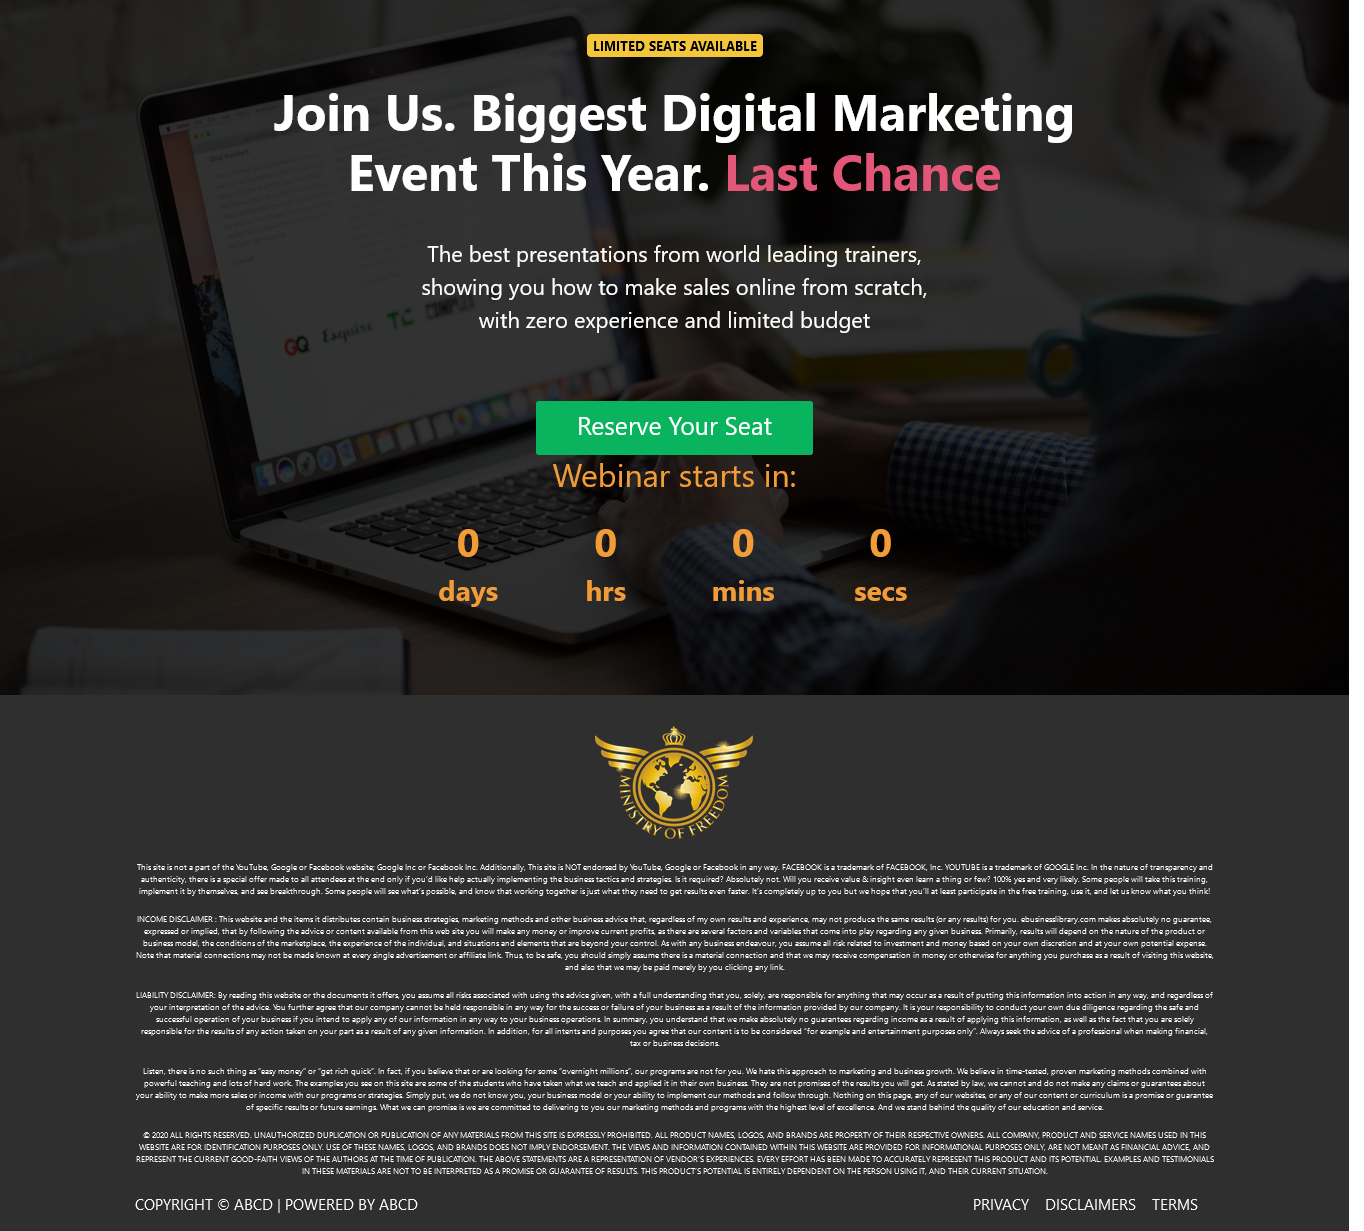 LIMITED SEATS AVAILABLE
Join Us. Biggest Digital Marketing
Event This Year. Last Chance
The best presentations from world leading trainers,
showing you how to make sales online from scratch,
with zero experience and limited budget
GQ Esquire TC COMPLEX
Reserve Your Seat
Webinar starts in:
0 0 0 0
days hrs mins secs
MINISTRY OF FREEDOM
This site is not a part of the YouTube, Google or Facebook website; Google Inc or Facebook Inc. Additionally, This site is NOT endorsed by YouTube, Google or Facebook in any way. FACEBOOK is a trademark of FACEBOOK, Inc. YOUTUBE is a trademark of GOOGLE Inc. In the nature of transparency and
authenticity, there is a special offer made to all attendees at the end only if you'd like help actually implementing the business tactics and strategies. Is it required? Absolutely not. Will you receive value & insight even learn a thing or few? 100% yes and very likely. Some people will take this training,
implement it by themselves, and see breakthrough. Some people will see what's possible, and know that working together is just what they need to get results even faster. It's completely up to you but we hope that you'll at least participate in the free training, use it, and let us know what you think!
INCOME DISCLAIMER : This website and the items it distributes contain business strategies, marketing methods and other business advice that, regardless of my own results and experience, may not produce the same results (or any results) for you. ebusinesslibrary.com makes absolutely no guarantee,
expressed or implied, that by following the advice or content available from this web site you will make any money or improve current profits, as there are several factors and variables that come into play regarding any given business. Primarily, results will depend on the nature of the product or
business model, the conditions of the marketplace, the experience of the individual, and situations and elements that are beyond your control. As with any business endeavour, you assume all risk related to investment and money based on your own discretion and at your own potential expense.
Note that material connections may not be made known at every single advertisement or affiliate link. Thus, to be safe, you should simply assume there is a material connection and that we may receive compensation in money or otherwise for anything you purchase as a result of visiting this website,
and also that we may be paid merely by you clicking any link.
LIABILITY DISCLAIMER: By reading this website or the documents it offers, you assume all risks associated with using the advice given, with a full understanding that you, solely, are responsible for anything that may occur as a result of putting this information into action in any way, and regardless of
your interpretation of the advice. You further agree that our company cannot be held responsible in any way for the success or failure of your business as a result of the information provided by our company. It is your responsibility to conduct your own due diligence regarding the safe and
successful operation of your business if you intend to apply any of our information in any way to your business operations. In summary, you understand that we make absolutely no guarantees regarding income as a result of applying this information, as well as the fact that you are solely
responsible for the results of any action taken on your part as a result of any given information. In addition, for all intents and purposes you agree that our content is to be considered "for example and entertainment purposes only". Always seek the advice of a professional when making financial,
tax or business decisions.
Listen, there is no such thing as "easy money" or "get rich quick". In fact, if you believe that or are looking for some "overnight millions", our programs are not for you. We hate this approach to marketing and business growth. We believe in time-tested, proven marketing methods combined with
powerful teaching and lots of hard work. The examples you see on this site are some of the students who have taken what we teach and applied it in their own business. They are not promises of the results you will get. As stated by law, we cannot and do not make any claims or guarantees about
your ability to make more sales or income with our programs or strategies. Simply put, we do not know you, your business model or your ability to implement our methods and follow through. Nothing on this page, any of our websites, or any of our content or curriculum is a promise or guarantee
of specific results or future earnings. What we can promise is we are committed to delivering to you our marketing methods and programs with the highest level of excellence. And we stand behind the quality of our education and service.
© 2020 ALL RIGHTS RESERVED. UNAUTHORIZED DUPLICATION OR PUBLICATION OF ANY MATERIALS FROM THIS SITE IS EXPRESSLY PROHIBITED. ALL PRODUCT NAMES, LOGOS, AND BRANDS ARE PROPERTY OF THEIR RESPECTIVE OWNERS. ALL COMPANY, PRODUCT AND SERVICE NAMES USED IN THIS
WEBSITE ARE FOR IDENTIFICATION PURPOSES ONLY. USE OF THESE NAMES, LOGOS, AND BRANDS DOES NOT IMPLY ENDORSEMENT. THE VIEWS AND INFORMATION CONTAINED WITHIN THIS WEBSITE ARE PROVIDED FOR INFORMATIONAL PURPOSES ONLY, ARE NOT MEANT AS FINANCIAL ADVICE, AND
REPRESENT THE CURRENT GOOD-FAITH VIEWS OF THE AUTHORS AT THE TIME OF PUBLICATION. THE ABOVE STATEMENTS ARE A REPRESENTATION OF VENDOR'S EXPERIENCES. EVERY EFFORT HAS BEEN MADE TO ACCURATELY REPRESENT THIS PRODUCT AND ITS POTENTIAL. EXAMPLES AND TESTIMONIALS
IN THESE MATERIALS ARE NOT TO BE INTERPRETED AS A PROMISE OR GUARANTEE OF RESULTS. THIS PRODUCT'S POTENTIAL IS ENTIRELY DEPENDENT ON THE PERSON USING IT, AND THEIR CURRENT SITUATION.
COPYRIGHT © ABCD | POWERED BY ABCD
PRIVACY DISCLAIMERS TERMS